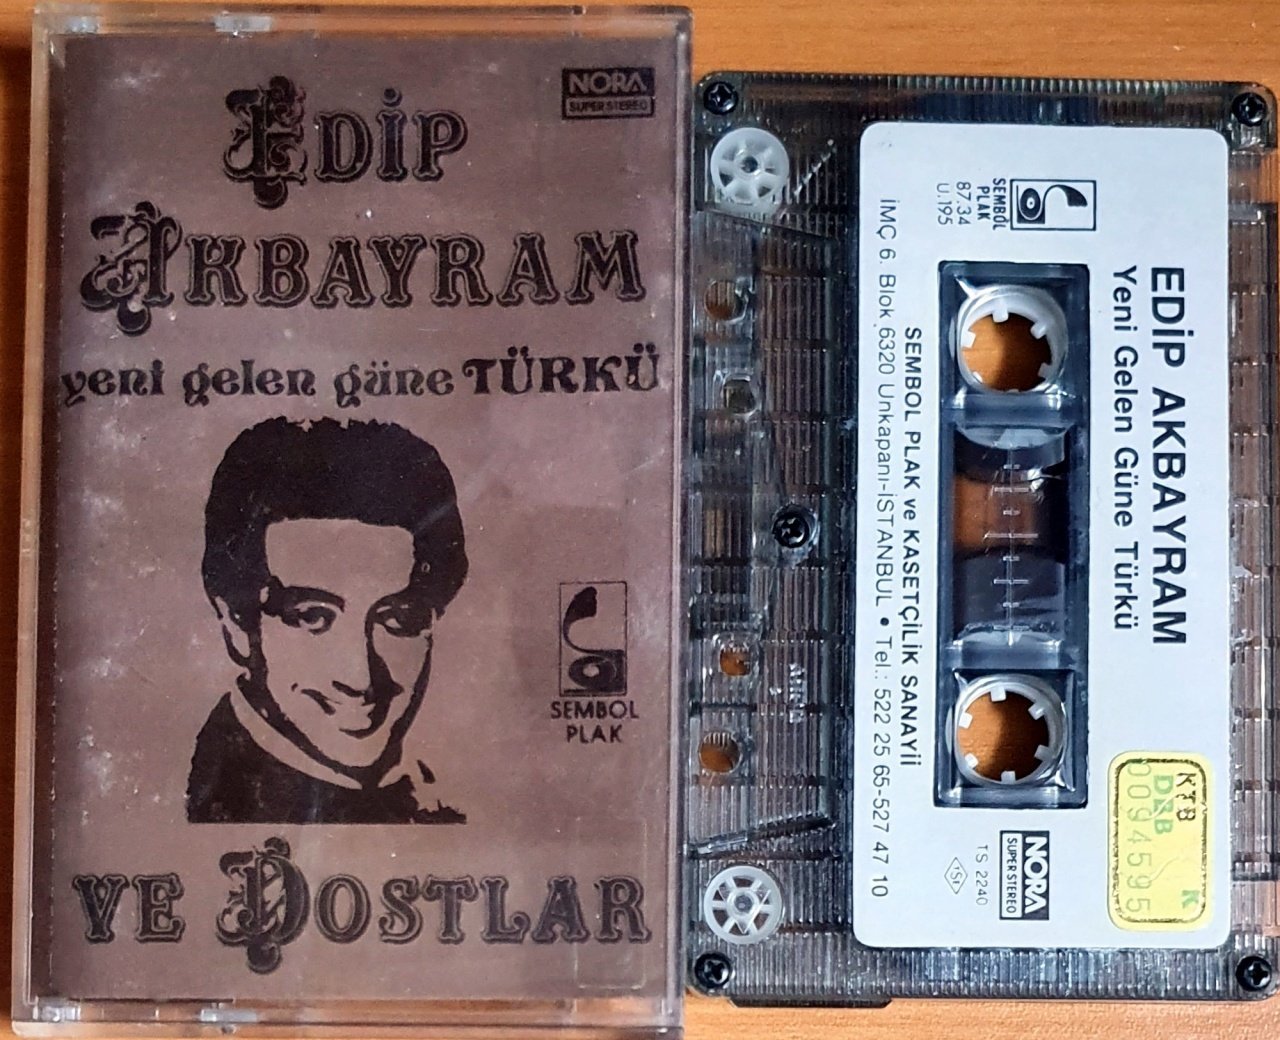 EDİP
AKBAYRAM
yeni gelen güne TÜRKÜ
NORA
SUPER STEREO
SEMBOL
PLAK
VE DOSTLAR
EDİP AKBAYRAM
Yeni Gelen Güne Türkü
SEMBOL
PLAK
87.34
U.195
NORA
SUPER STEREO
TS 2240
TSE
SEMBOL PLAK ve KASETÇİLİK SANAYİİ
İMÇ 6. Blok 6320 Unkapanı-İSTANBUL • Tel.: 522 25 65-527 47 10
KTB K
DZB
0094595